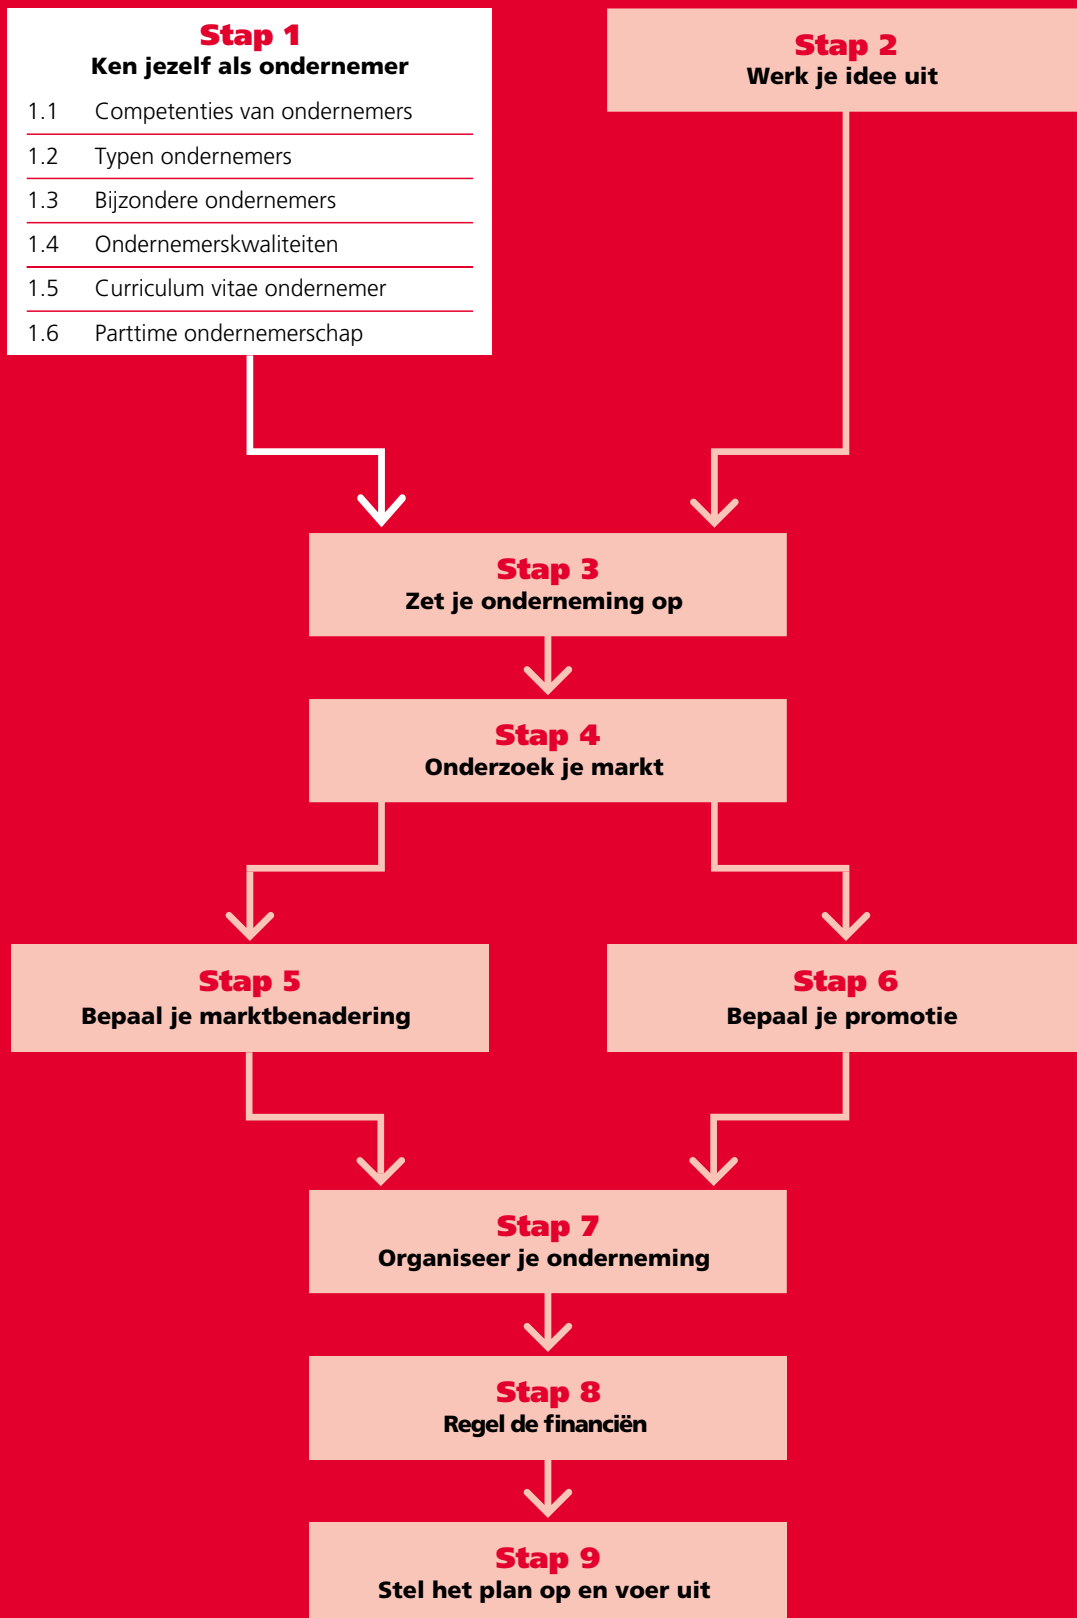 Stap 1
Ken jezelf als ondernemer
1.1 Competenties van ondernemers
1.2 Typen ondernemers
1.3 Bijzondere ondernemers
1.4 Ondernemerskwaliteiten
1.5 Curriculum vitae ondernemer
1.6 Parttime ondernemerschap
Stap 2
Werk je idee uit
Stap 3
Zet je onderneming op
Stap 4
Onderzoek je markt
Stap 5
Bepaal je marktbenadering
Stap 6
Bepaal je promotie
Stap 7
Organiseer je onderneming
Stap 8
Regel de financiën
Stap 9
Stel het plan op en voer uit